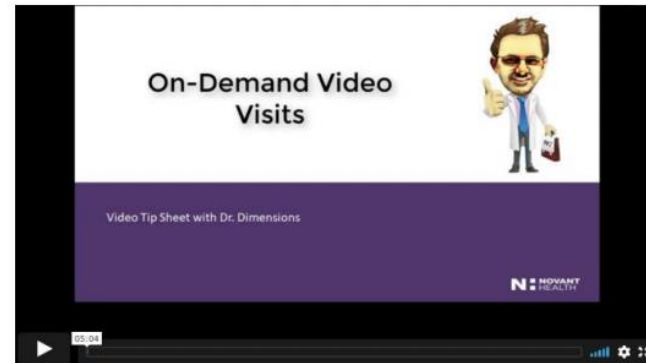 On-Demand Video
Visits
Video Tip Sheet with Dr. Dimensions
N NOVANT
HEALTH
05:04